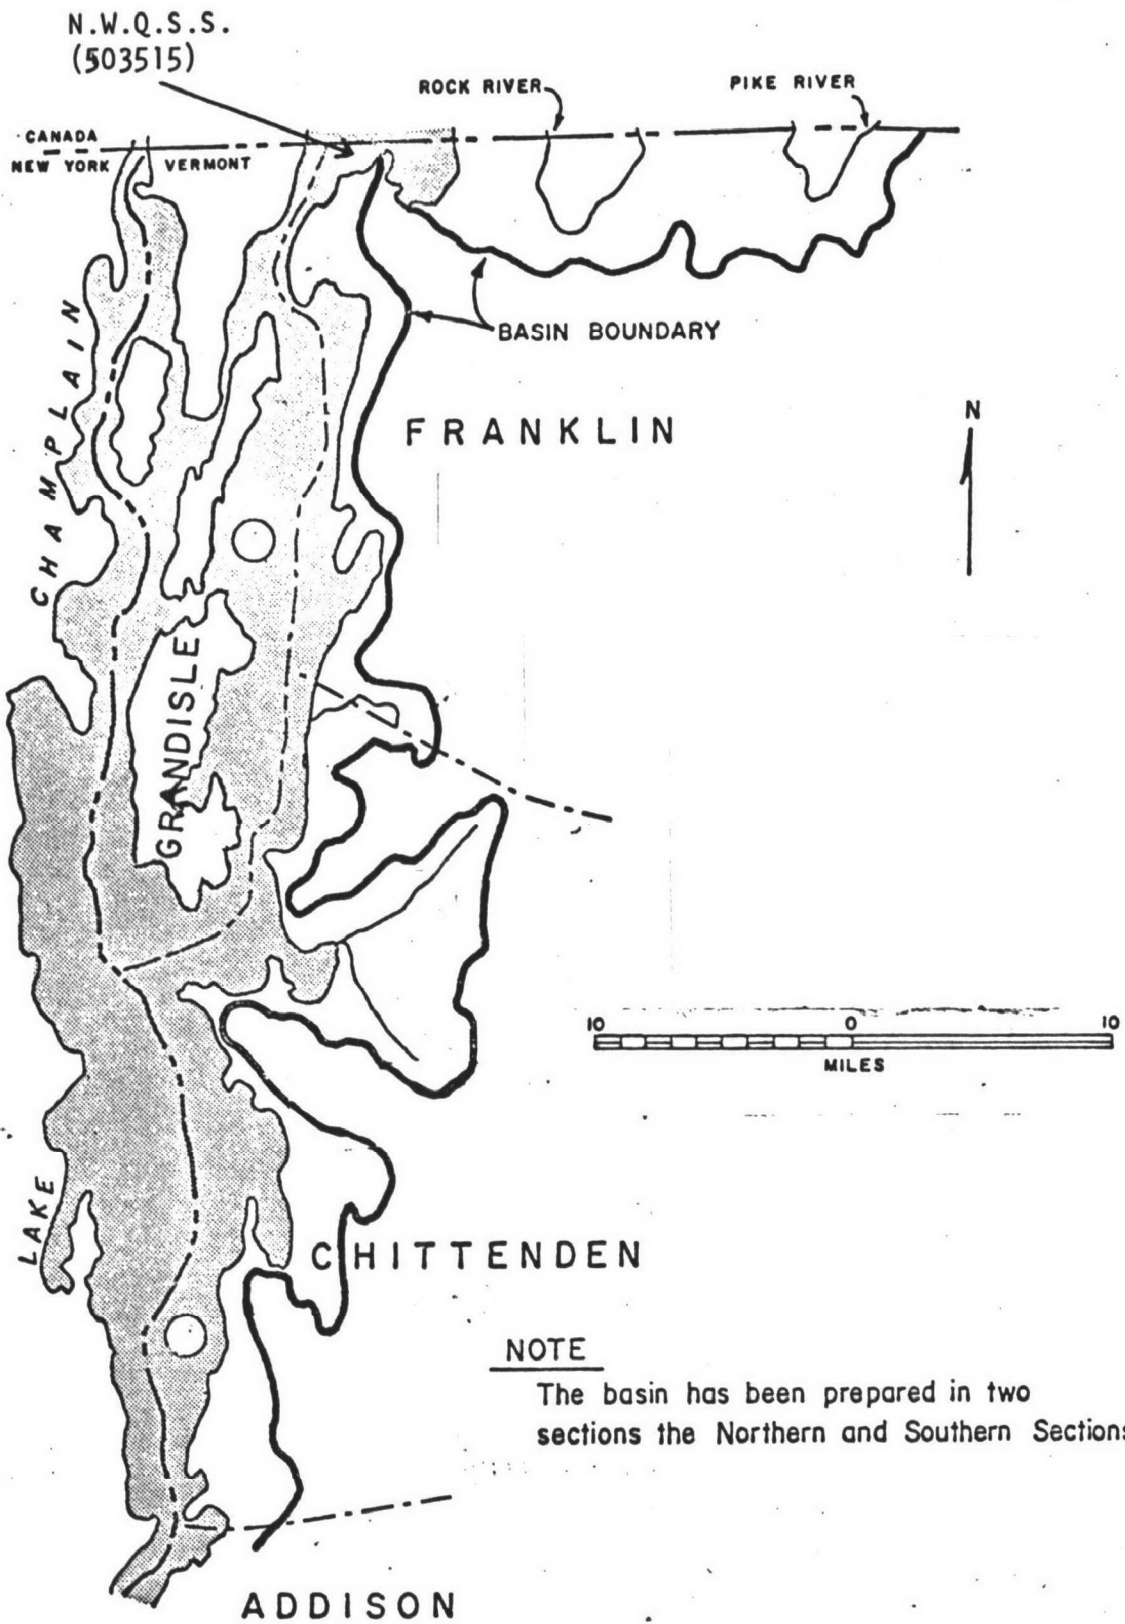 N.W.Q.S.S.
(503515)
ROCK RIVER
PIKE RIVER
CANADA
NEW YORK
VERMONT
BASIN BOUNDARY
CHAMPLAIN
FRANKLIN
N
GRANDISLE
10 0 10
MILES
LAKE
CHITTENDEN
NOTE
The basin has been prepared in two
sections the Northern and Southern Sections
ADDISON